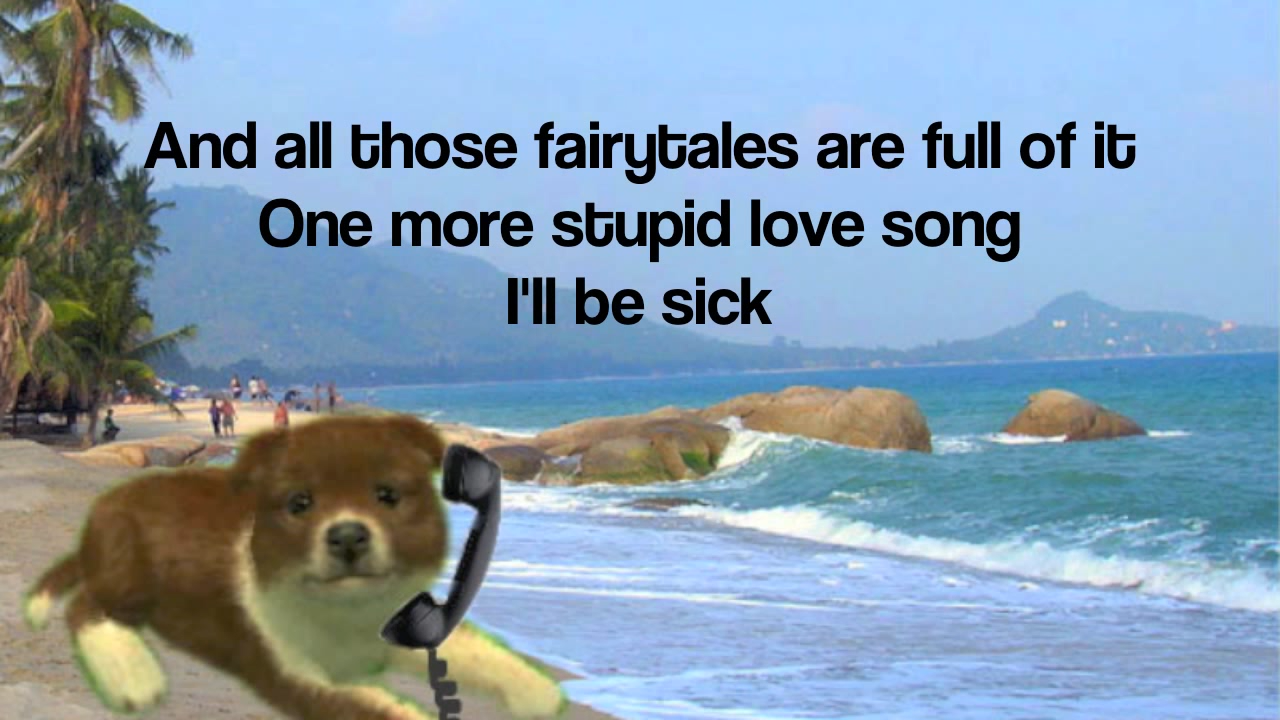 And all those fairytales are full of it
One more stupid love song
I'll be sick